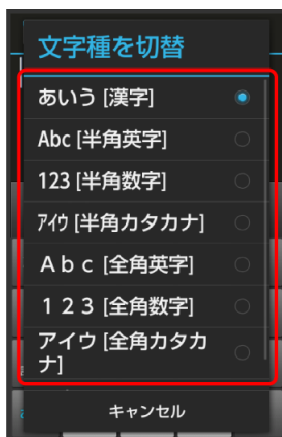 文字種を切替
あいう [漢字]
Abc [半角英字]
123 [半角数字]
ｱｲｳ [半角カタカナ]
Ａｂｃ [全角英字]
１２３ [全角数字]
アイウ [全角カタカ
ナ]
キャンセル